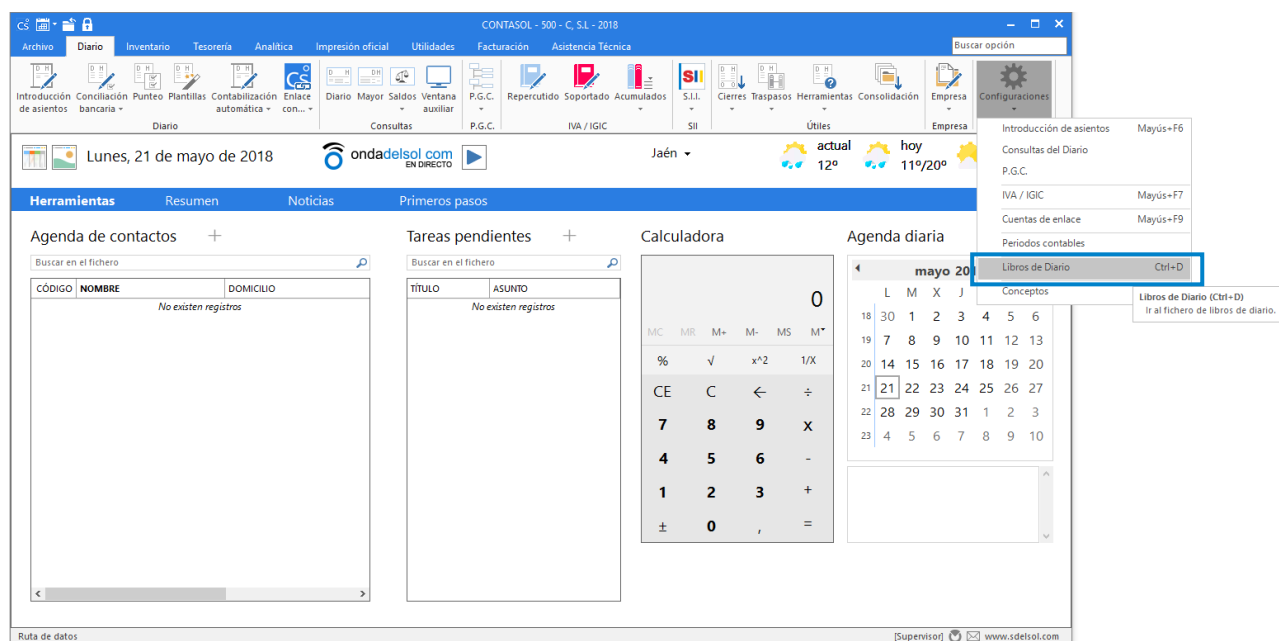 CONTASOL - 500 - C, S.L - 2018
Archivo Diario Inventario Tesorería Analítica Impresión oficial Utilidades Facturación Asistencia Técnica Buscar opción
Introducción de asientos
Conciliación bancaria
Punteo
Plantillas
Contabilización automática
Enlace con...
Diario
Diario
Mayor
Saldos
Ventana auxiliar
Consultas
P.G.C.
P.G.C.
Repercutido
Soportado
Acumulados
IVA / IGIC
SII
S.I.I.
SII
Cierres
Traspasos
Herramientas
Consolidación
Útiles
Empresa
Empresa
Configuraciones
Introducción de asientos Mayús+F6
Consultas del Diario
P.G.C.
IVA / IGIC Mayús+F7
Cuentas de enlace Mayús+F9
Periodos contables
Libros de Diario Ctrl+D
Conceptos
Libros de Diario (Ctrl+D)
Ir al fichero de libros de diario.
Lunes, 21 de mayo de 2018
ondadelsol com
EN DIRECTO
Jaén
actual
12º
hoy
11º/20º
Herramientas Resumen Noticias Primeros pasos
Agenda de contactos +
Buscar en el fichero
CÓDIGO NOMBRE DOMICILIO
No existen registros
Tareas pendientes +
Buscar en el fichero
TÍTULO ASUNTO
No existen registros
Calculadora
0
MC MR M+ M- MS M
% √ x^2 1/X
CE C ← ÷
7 8 9 x
4 5 6 -
1 2 3 +
± 0 , =
Agenda diaria
mayo 20
L M X J
18 30 1 2 3 4 5 6
19 7 8 9 10 11 12 13
20 14 15 16 17 18 19 20
21 21 22 23 24 25 26 27
22 28 29 30 31 1 2 3
23 4 5 6 7 8 9 10
Ruta de datos
[Supervisor] www.sdelsol.com